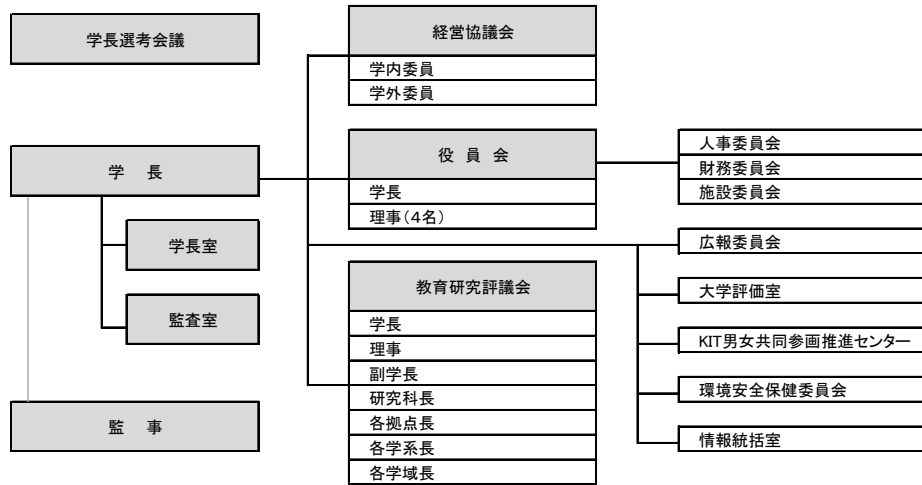 学長選考会議
学　長
学長室
監査室
監　事
経営協議会
学内委員
学外委員
役 員 会
学長
理事（４名）
教育研究評議会
学長
理事
副学長
研究科長
各拠点長
各学系長
各学域長
人事委員会
財務委員会
施設委員会
広報委員会
大学評価室
KIT男女共同参画推進センター
環境安全保健委員会
情報統括室